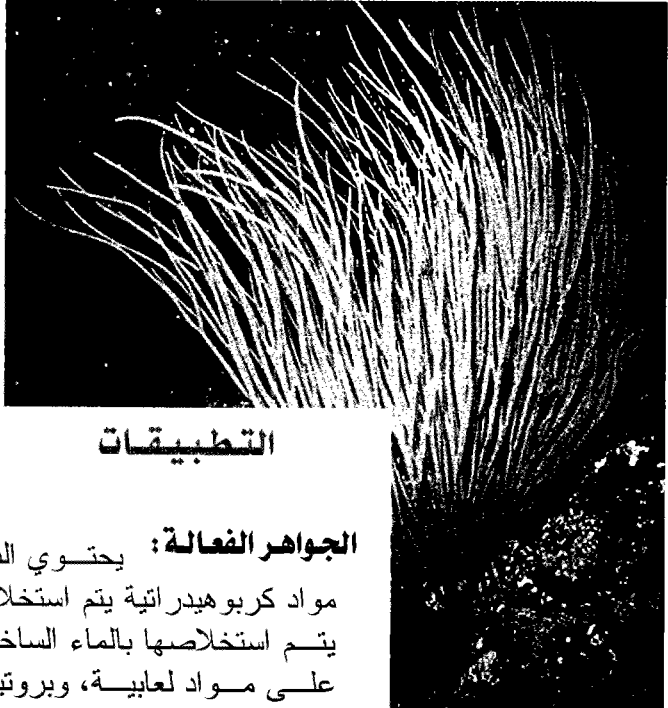 التطبيقات
الجواهر الفعالة: يحتوي
مواد كربوهيدراتية يتم
يتم استخلاصها بالماء
على مواد لعابية،